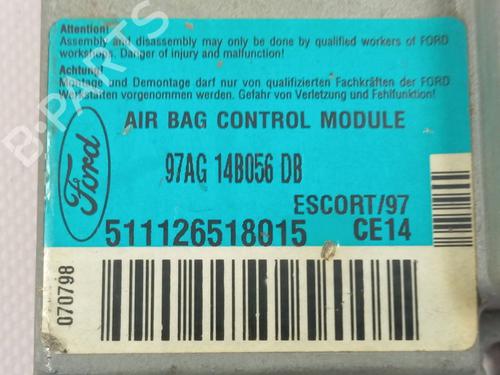 Attention!
Assembly and disassembly may only be done by qualified workers of FORD
workshops. Danger of injury and malfunction!
Achtung!
Montage und Demontage darf nur von qualifizierten Fachkräften der FORD
Werkstätten vorgenommen werden. Gefahr von Verletzung und Fehlfunktion!
Ford
AIR BAG CONTROL MODULE
97AG 14B056 DB
ESCORT/97
511126518015 CE14
070798
B-PARTS